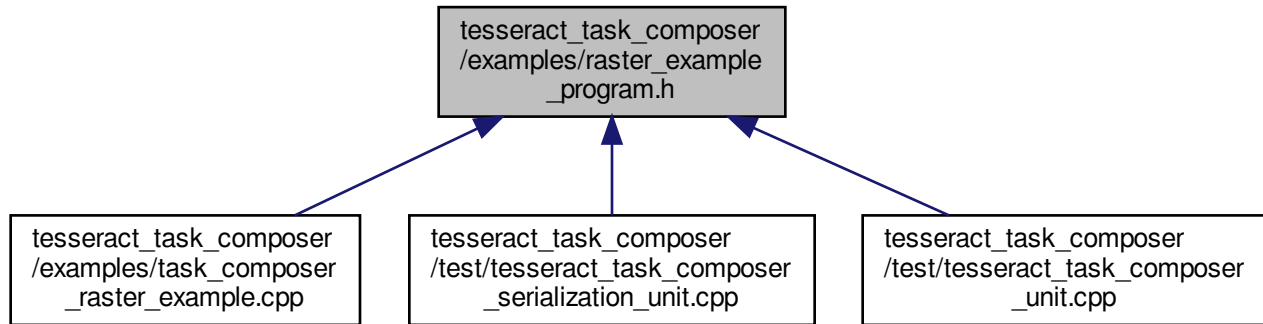 tesseract_task_composer
/examples/raster_example
_program.h
tesseract_task_composer
/examples/task_composer
_raster_example.cpp
tesseract_task_composer
/test/tesseract_task_composer
_serialization_unit.cpp
tesseract_task_composer
/test/tesseract_task_composer
_unit.cpp